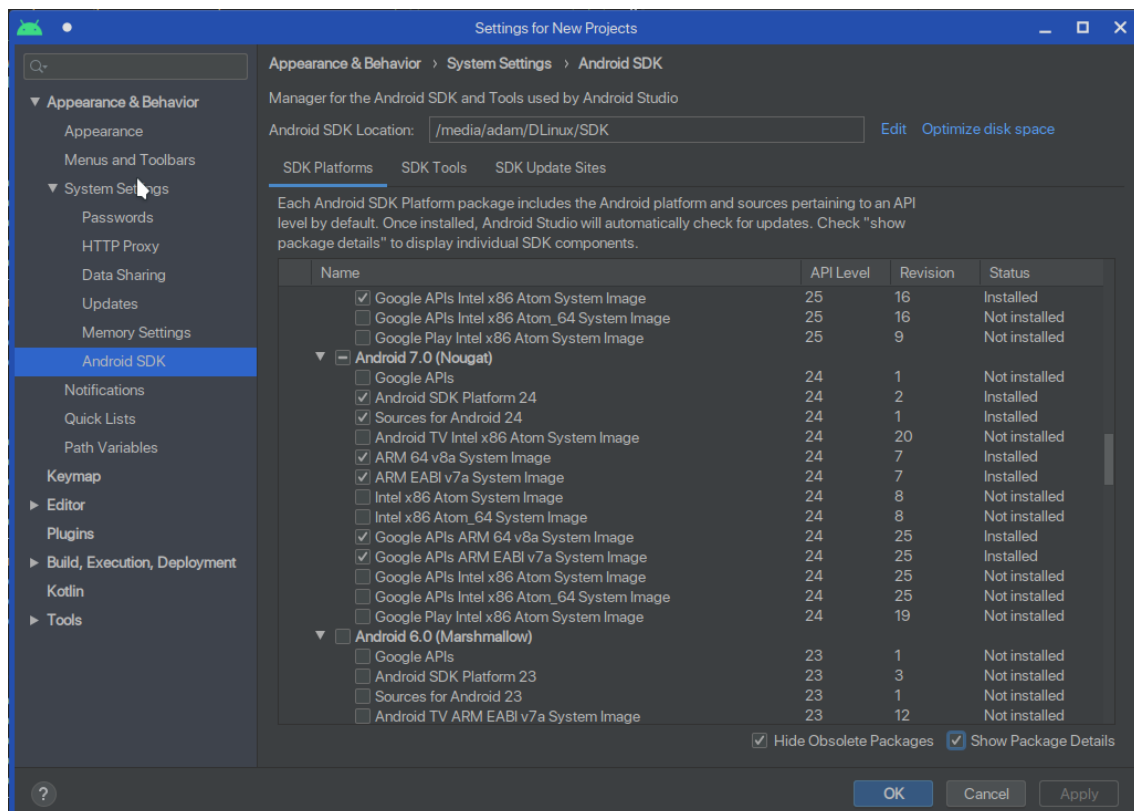 Settings for New Projects
Appearance & Behavior › System Settings › Android SDK
Manager for the Android SDK and Tools used by Android Studio
Android SDK Location: /media/adam/DLinux/SDK Edit Optimize disk space
SDK Platforms SDK Tools SDK Update Sites
Each Android SDK Platform package includes the Android platform and sources pertaining to an API
level by default. Once installed, Android Studio will automatically check for updates. Check "show
package details" to display individual SDK components.
Appearance & Behavior
Appearance
Menus and Toolbars
System Settings
Passwords
HTTP Proxy
Data Sharing
Updates
Memory Settings
Android SDK
Notifications
Quick Lists
Path Variables
Keymap
Editor
Plugins
Build, Execution, Deployment
Kotlin
Tools
Name API Level Revision Status
Google APIs Intel x86 Atom System Image 25 16 Installed
Google APIs Intel x86 Atom_64 System Image 25 16 Not installed
Google Play Intel x86 Atom System Image 25 9 Not installed
Android 7.0 (Nougat)
Google APIs 24 1 Not installed
Android SDK Platform 24 24 2 Installed
Sources for Android 24 24 1 Installed
Android TV Intel x86 Atom System Image 24 20 Not installed
ARM 64 v8a System Image 24 7 Installed
ARM EABI v7a System Image 24 7 Installed
Intel x86 Atom System Image 24 8 Not installed
Intel x86 Atom_64 System Image 24 8 Not installed
Google APIs ARM 64 v8a System Image 24 25 Installed
Google APIs ARM EABI v7a System Image 24 25 Installed
Google APIs Intel x86 Atom System Image 24 25 Not installed
Google APIs Intel x86 Atom_64 System Image 24 25 Not installed
Google Play Intel x86 Atom System Image 24 19 Not installed
Android 6.0 (Marshmallow)
Google APIs 23 1 Not installed
Android SDK Platform 23 23 3 Not installed
Sources for Android 23 23 1 Not installed
Android TV ARM EABI v7a System Image 23 12 Not installed
Hide Obsolete Packages Show Package Details
? OK Cancel Apply